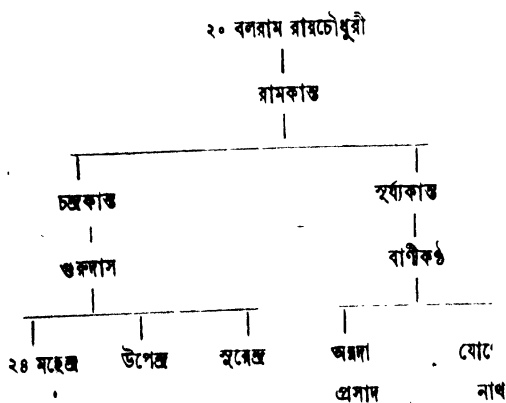 ২০ বলরাম রায়চৌধুরী
রামকান্ত
চন্দ্রকান্ত সূর্য্যকান্ত
গুরুদাস বাণীকণ্ঠ
২৪ মহেন্দ্র উপেন্দ্র সুরেন্দ্র অন্নদা
প্রসাদ নাথ